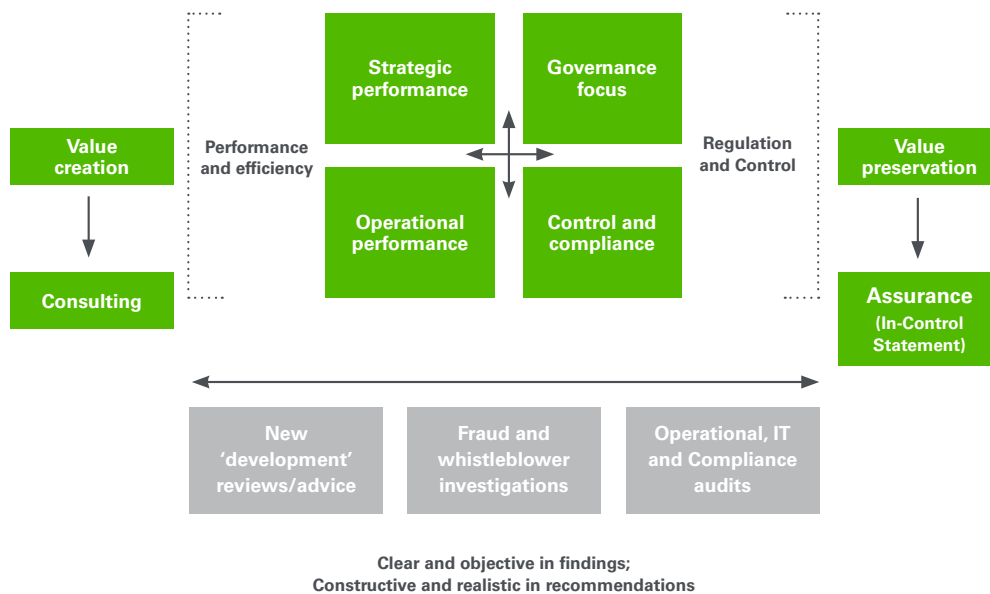 Strategic
performance
Governance
focus
Value
creation
Performance
and efficiency
Regulation
and Control
Value
preservation
Operational
performance
Control and
compliance
Consulting
Assurance
(In-Control
Statement)
New
‘development’
reviews/advice
Fraud and
whistleblower
investigations
Operational, IT
and Compliance
audits
Clear and objective in findings;
Constructive and realistic in recommendations